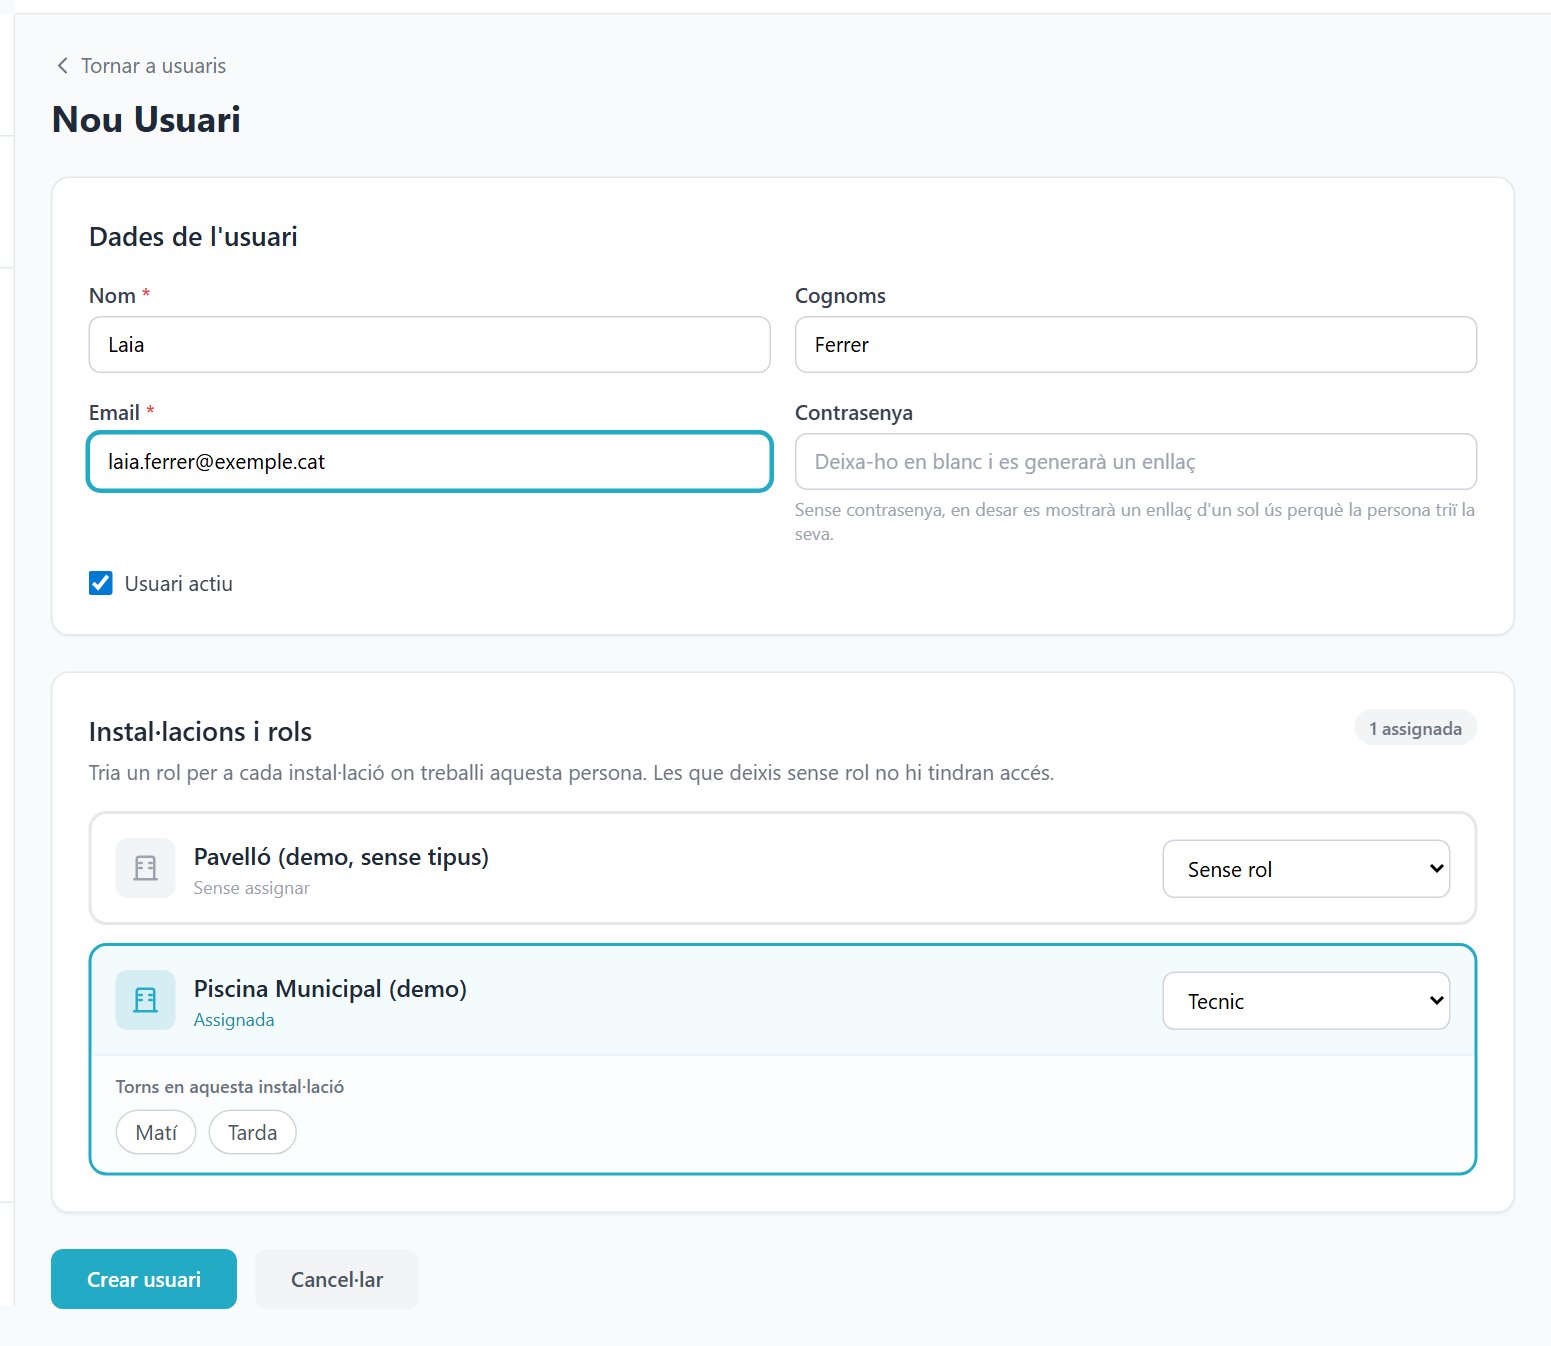 Tornar a usuaris
Nou Usuari
Dades de l'usuari
Nom *
Cognoms
Laia
Ferrer
Email *
Contrasenya
laia.ferrer@exemple.cat
Deixa-ho en blanc i es generarà un enllaç
Sense contrasenya, en desar es mostrarà un enllaç d'un sol ús perquè la persona triï la
seva.
Usuari actiu
Instal·lacions i rols
1 assignada
Tria un rol per a cada instal·lació on treballi aquesta persona. Les que deixis sense rol no hi tindran accés.
Pavelló (demo, sense tipus)
Sense assignar
Sense rol
Piscina Municipal (demo)
Assignada
Tecnic
Torns en aquesta instal·lació
Matí
Tarda
Crear usuari
Cancel·lar